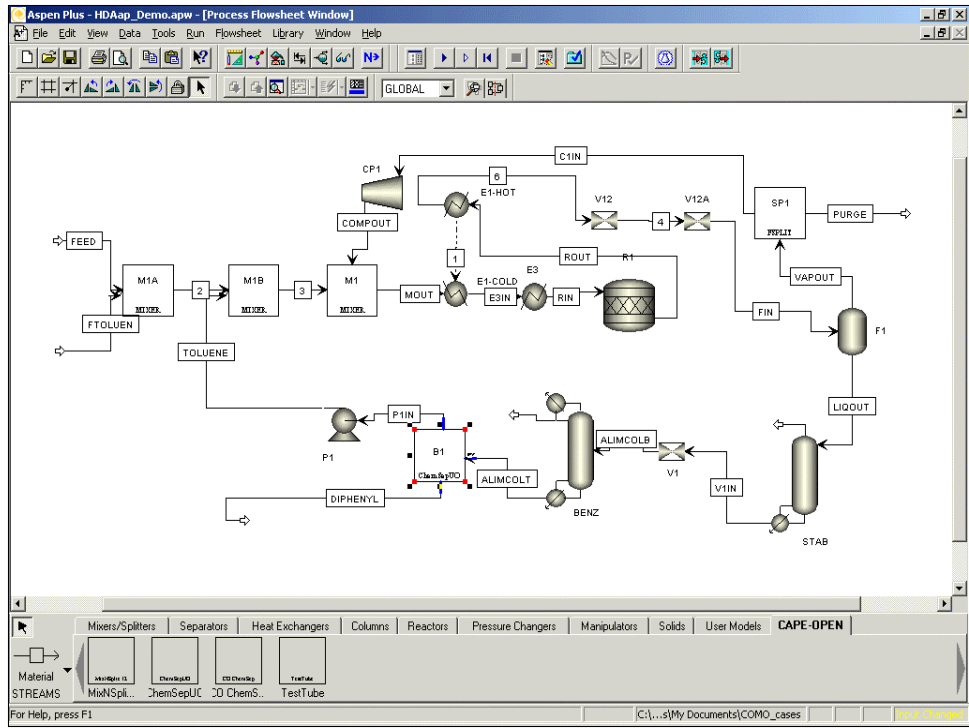 Aspen Plus - HDAap_Demo.apw - [Process Flowsheet Window]
File Edit View Data Tools Run Flowsheet Library Window Help
N»
GLOBAL
C1IN
CP1
6
E1-HOT
V12
V12A
SP1
FSPLIT
PURGE
4
COMPOUT
FEED
1
ROUT
R1
VAPOUT
M1A
MIXER
2
M1B
MIXER
3
M1
MIXER
MOUT
E1-COLD
E3IN
E3
RIN
FIN
F1
FTOLUEN
TOLUENE
LIQOUT
P1IN
P1
B1
ChemSepUO
ALIMCOLT
ALIMCOLB
V1
V1IN
DIPHENYL
BENZ
STAB
Mixers/Splitters Separators Heat Exchangers Columns Reactors Pressure Changers Manipulators Solids User Models CAPE-OPEN
Material
STREAMS
ChemSepUO
CO ChemSep
TestTube
MixNSpli... ChemSepUO CO ChemS... TestTube
For Help, press F1
C:\...s\My Documents\COMO_cases